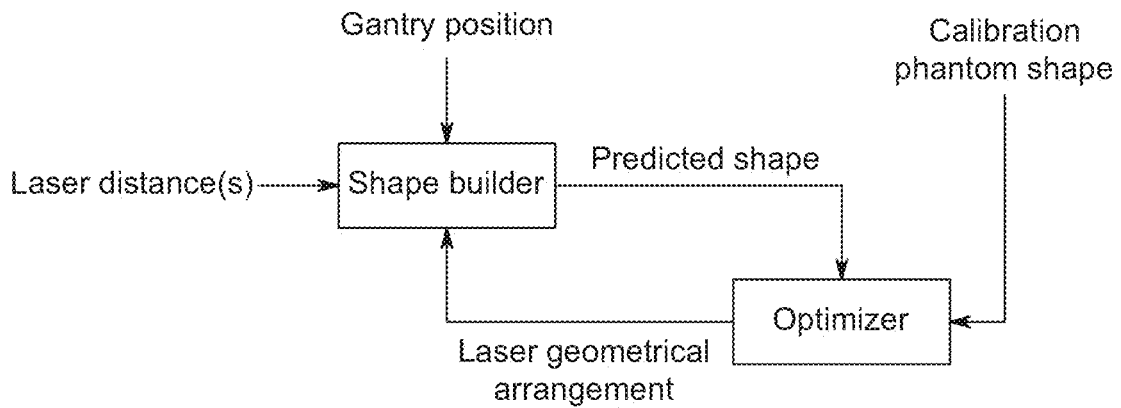 Gantry position
Calibration
phantom shape
Predicted shape
Laser distance(s)
Shape builder
Optimizer
Laser geometrical
arrangement